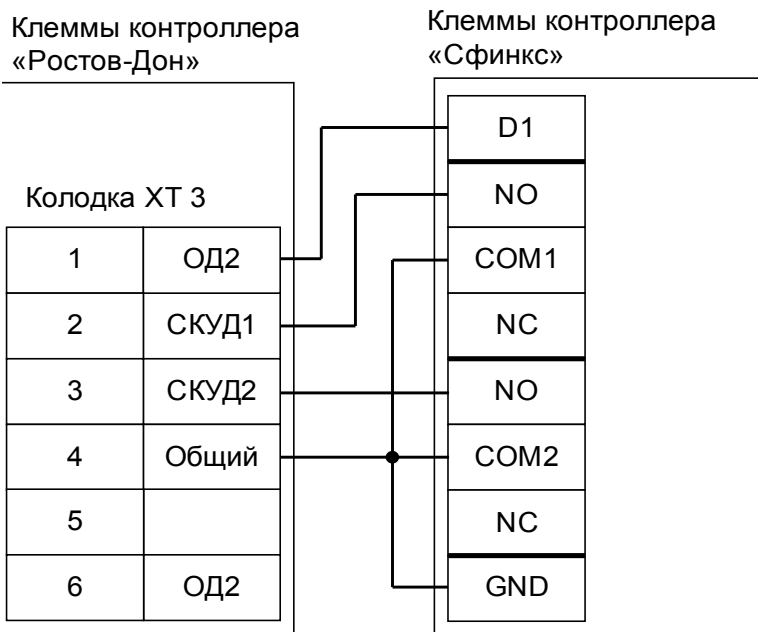 Клеммы контроллера
«Ростов-Дон»
Клеммы контроллера
«Сфинкс»
Колодка XT 3
1 ОД2
2 СКУД1
3 СКУД2
4 Общий
5
6 ОД2
D1
NO
COM1
NC
NO
COM2
NC
GND